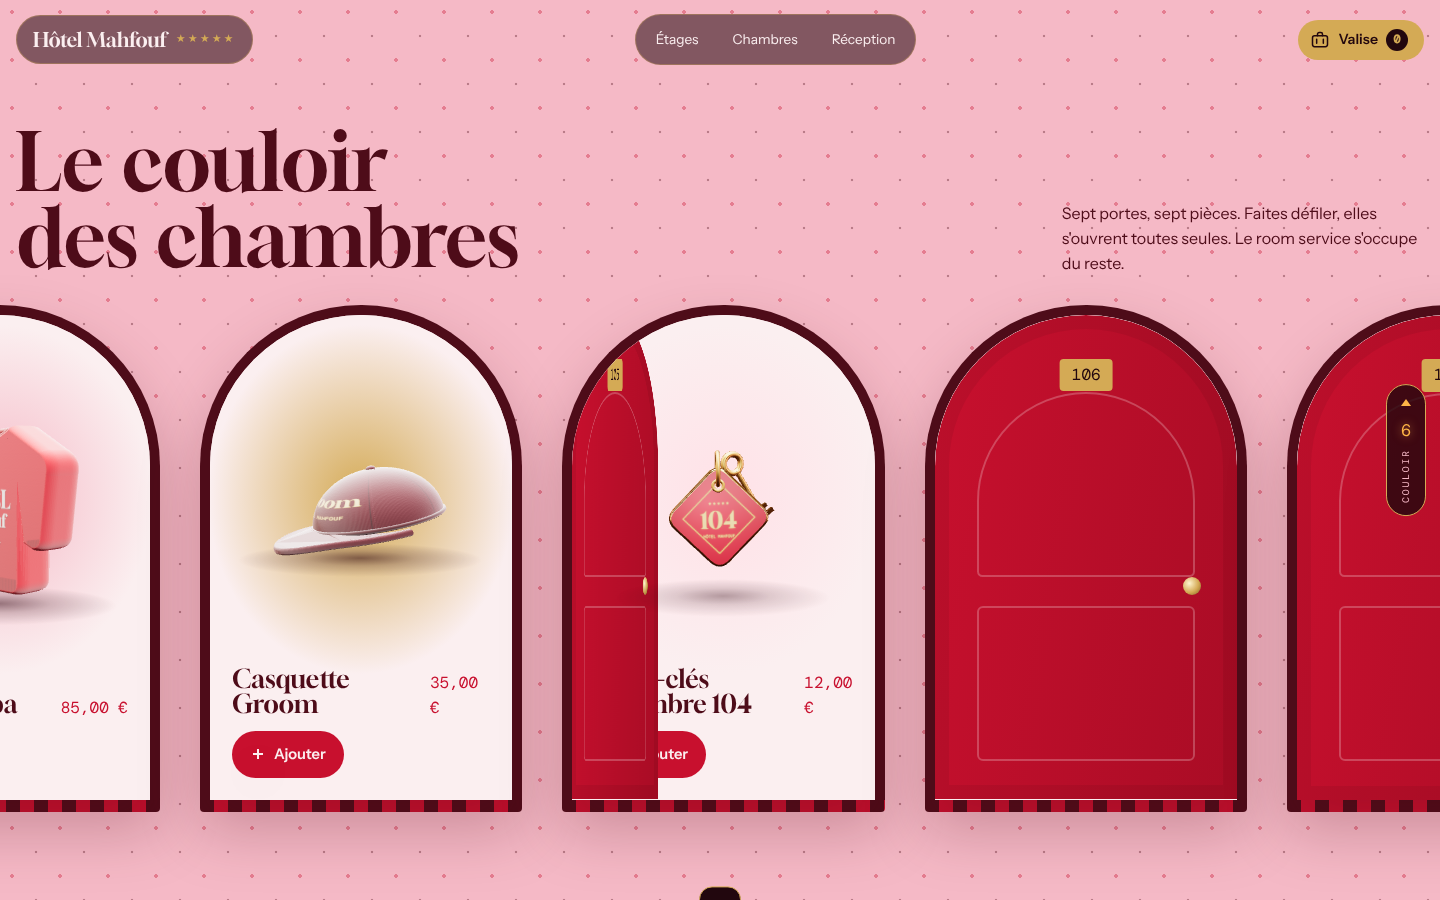 Hôtel Mahfouf ★★★★★
Étages
Chambres
Réception
Valise 0
Le couloir
des chambres
Sept portes, sept pièces. Faites défiler, elles
s'ouvrent toutes seules. Le room service s'occupe
du reste.
85,00 €
Casquette
Groom
35,00
€
+ Ajouter
104
-clés
104
12,00
€
106
6
COULOIR